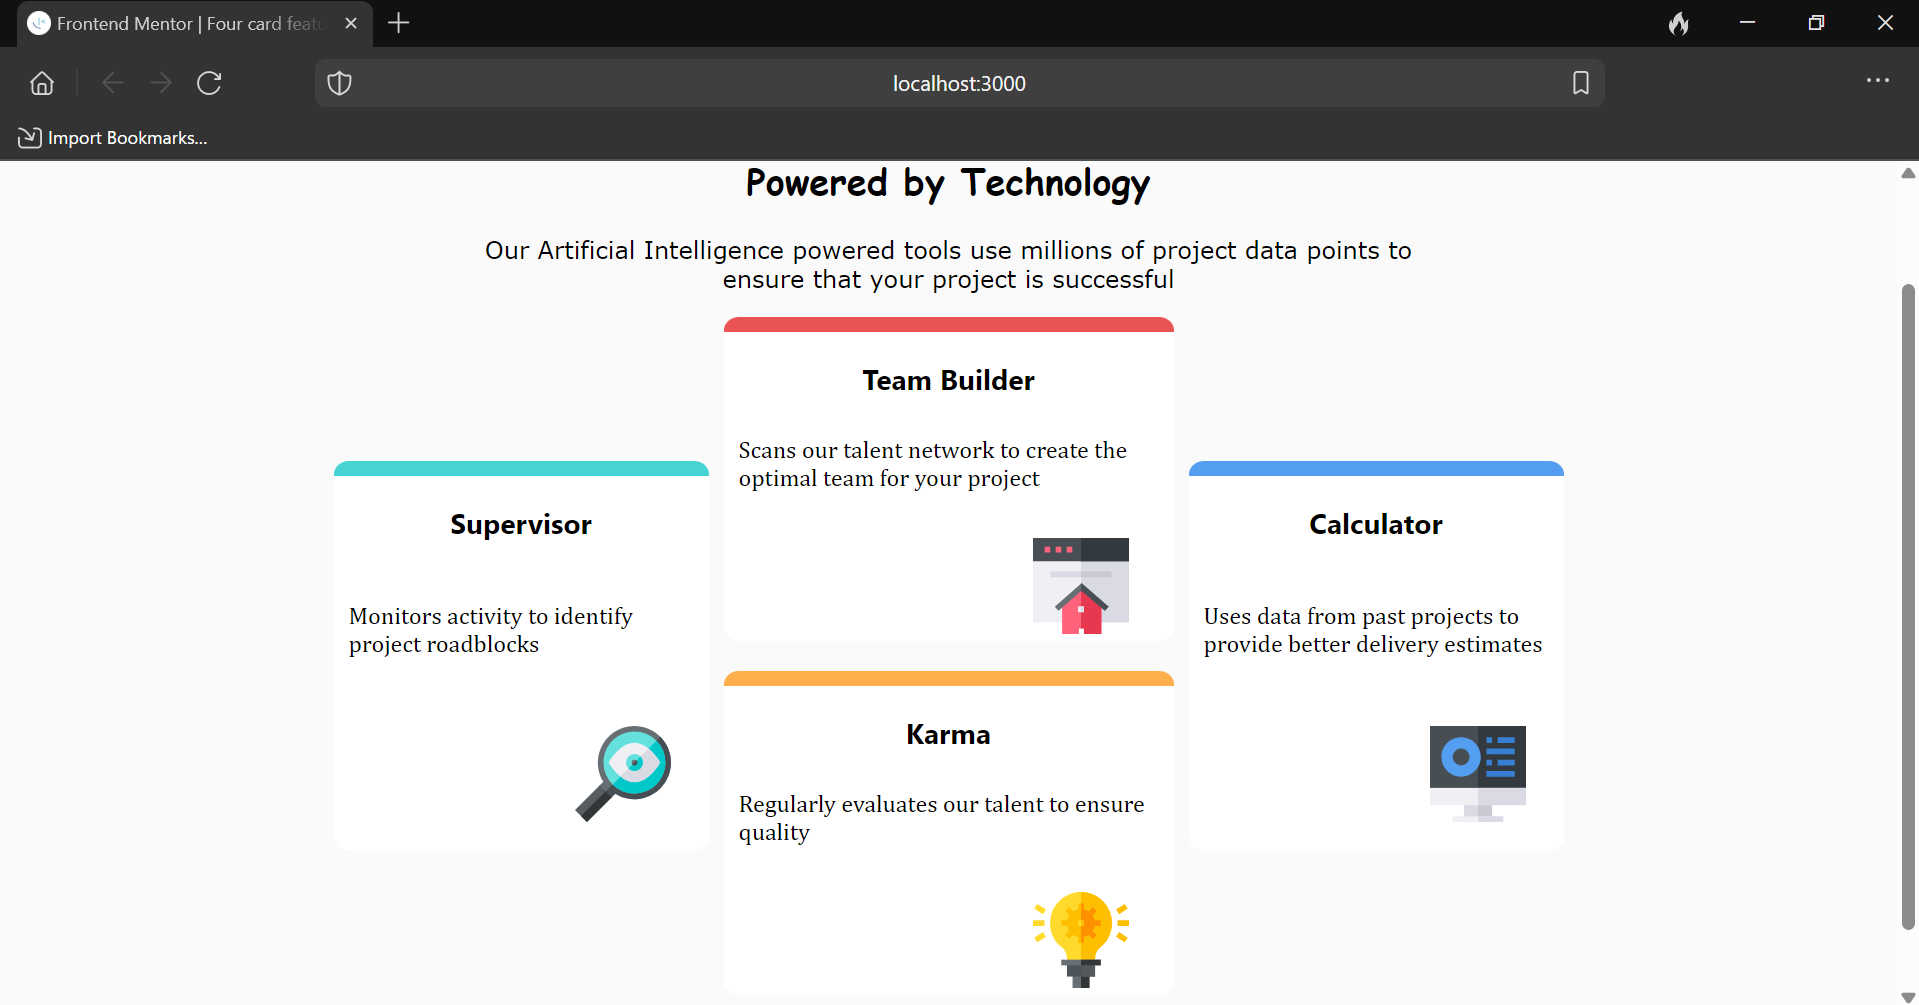 Frontend Mentor | Four card featu
localhost:3000
Import Bookmarks...
Powered by Technology
Our Artificial Intelligence powered tools use millions of project data points to
ensure that your project is successful
Team Builder
Scans our talent network to create the
optimal team for your project
Supervisor
Monitors activity to identify
project roadblocks
Calculator
Uses data from past projects to
provide better delivery estimates
Karma
Regularly evaluates our talent to ensure
quality